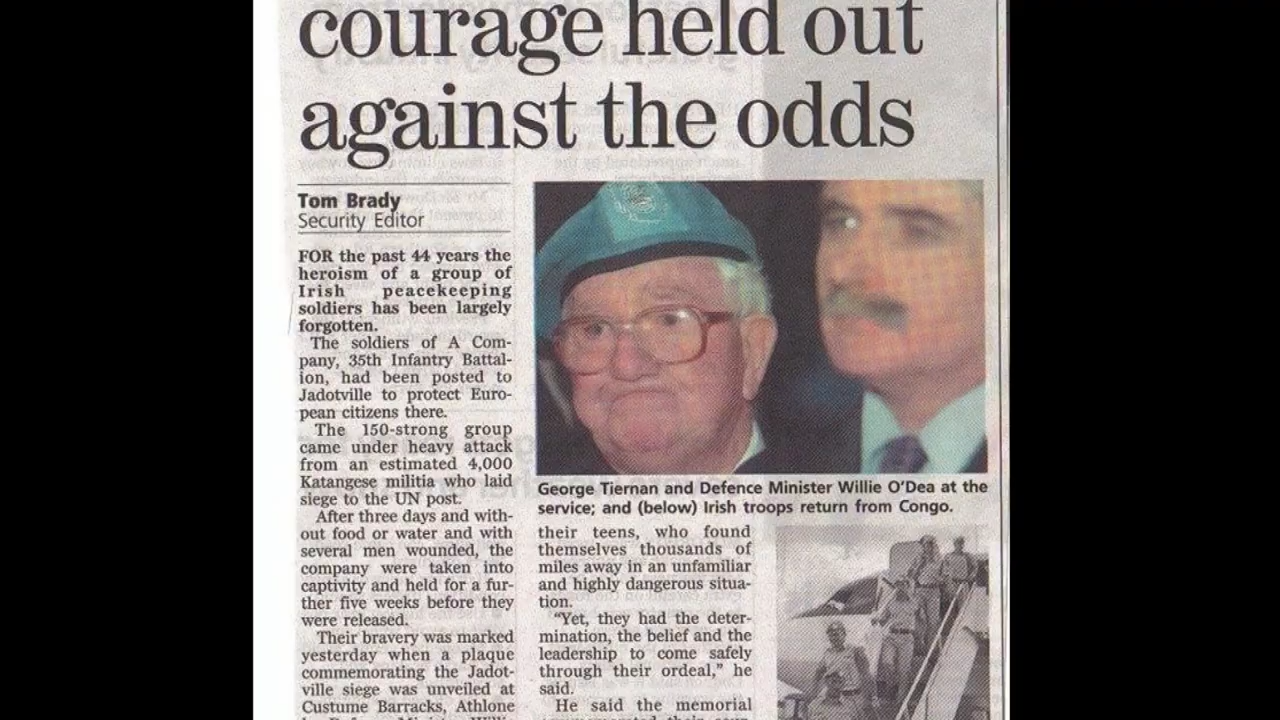 courage held out
against the odds
Tom Brady
Security Editor
FOR the past 44 years the
heroism of a group of
Irish peacekeeping
soldiers has been largely
forgotten.
The soldiers of A Com-
pany, 35th Infantry Battal-
ion, had been posted to
Jadotville to protect Euro-
pean citizens there.
The 150-strong group
came under heavy attack
from an estimated 4,000
Katangese militia who laid
siege to the UN post.
After three days and with-
out food or water and with
several men wounded, the
company were taken into
captivity and held for a fur-
ther five weeks before they
were released.
Their bravery was marked
yesterday when a plaque
commemorating the Jadot-
ville siege was unveiled at
Custume Barracks, Athlone
George Tiernan and Defence Minister Willie O'Dea at the
service; and (below) Irish troops return from Congo.
their teens, who found
themselves thousands of
miles away in an unfamiliar
and highly dangerous situa-
tion.
"Yet, they had the deter-
mination, the belief and the
leadership to come safely
through their ordeal," he
said.
He said the memorial